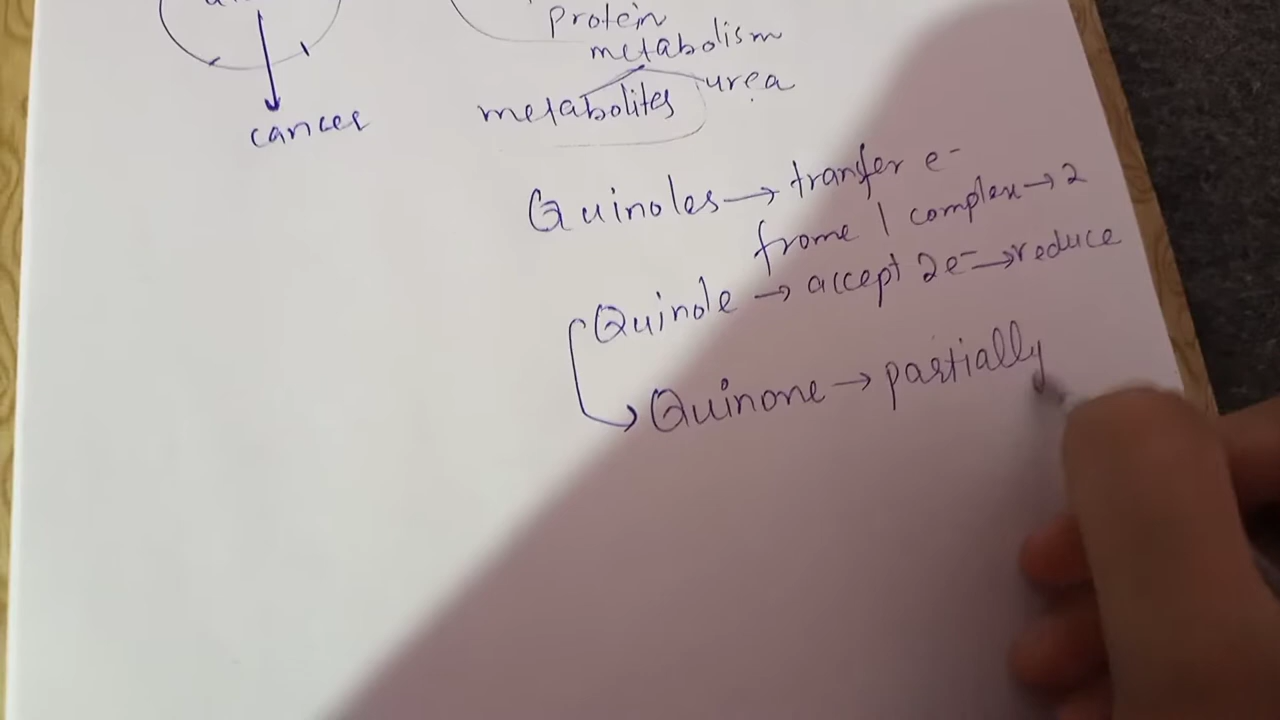 protein
metabolism
metabolites urea
cancer
Quinoles → transfer e⁻
frome 1 complex → 2
Quinole → accept 2e⁻ → reduce
Quinone → partially